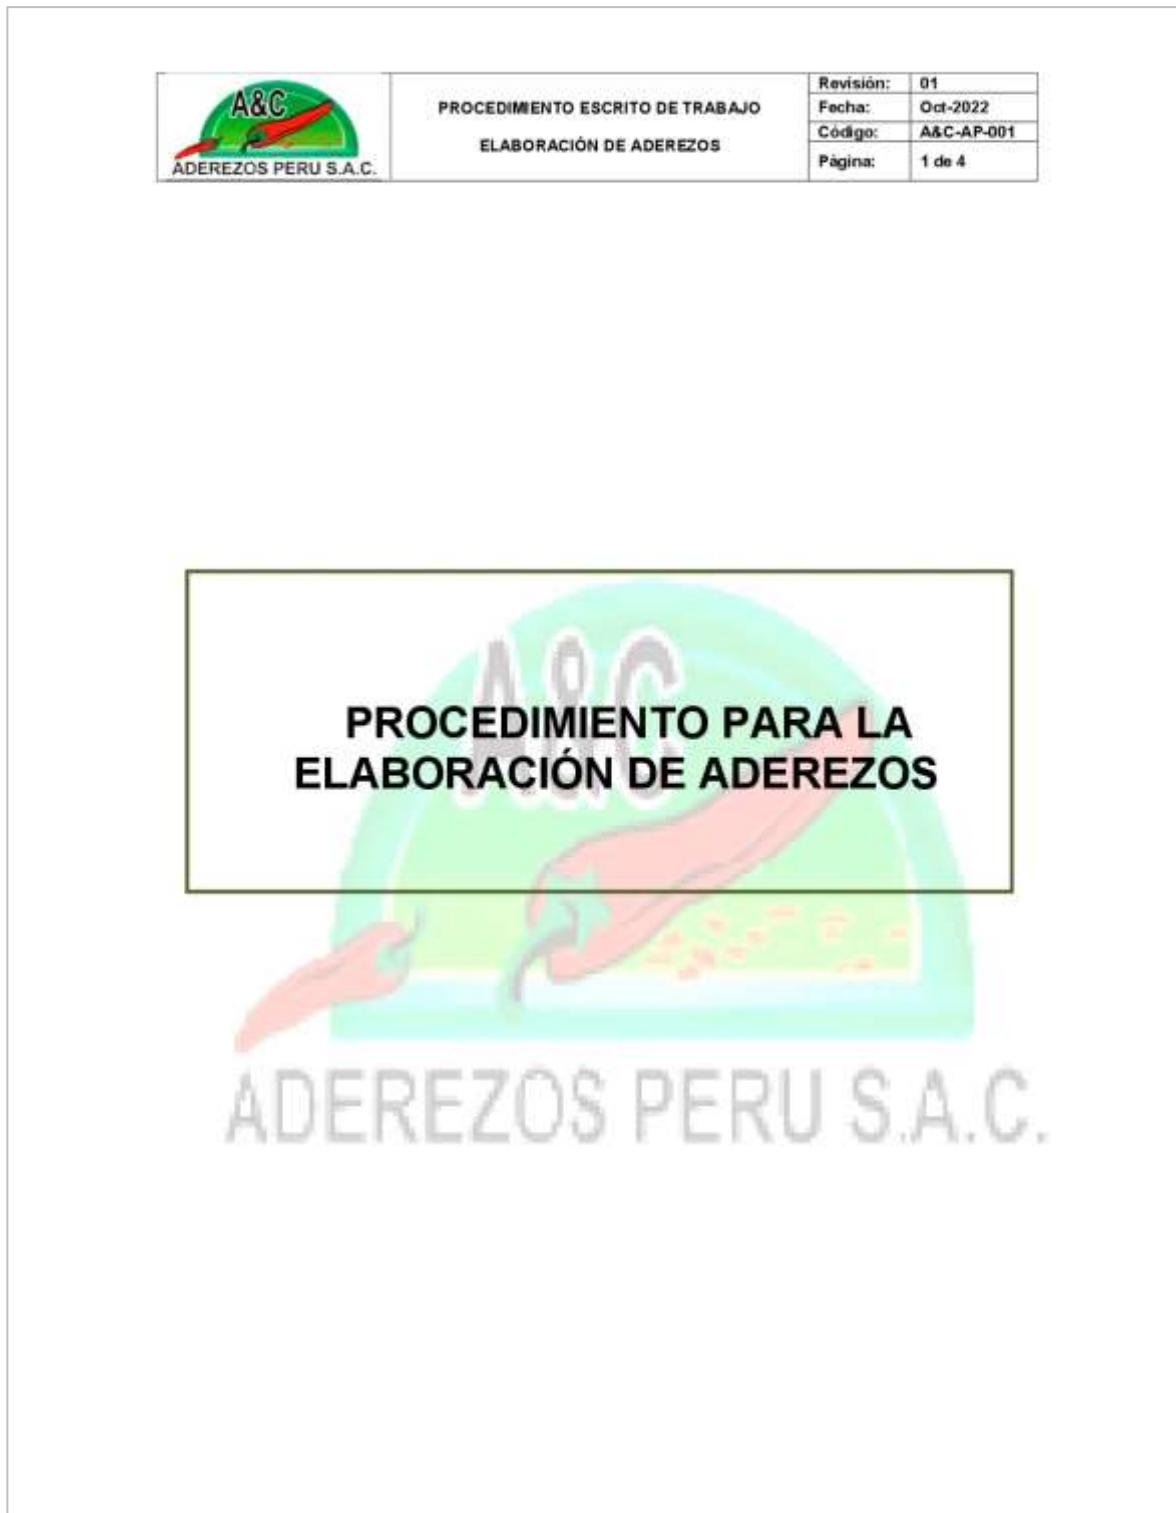 A&C
ADEREZOS PERU S.A.C.
PROCEDIMIENTO ESCRITO DE TRABAJO
ELABORACIÓN DE ADEREZOS
Revisión: 01
Fecha: Oct-2022
Código: A&C-AP-001
Página: 1 de 4
A&C
PROCEDIMIENTO PARA LA
ELABORACIÓN DE ADEREZOS
ADEREZOS PERU S.A.C.